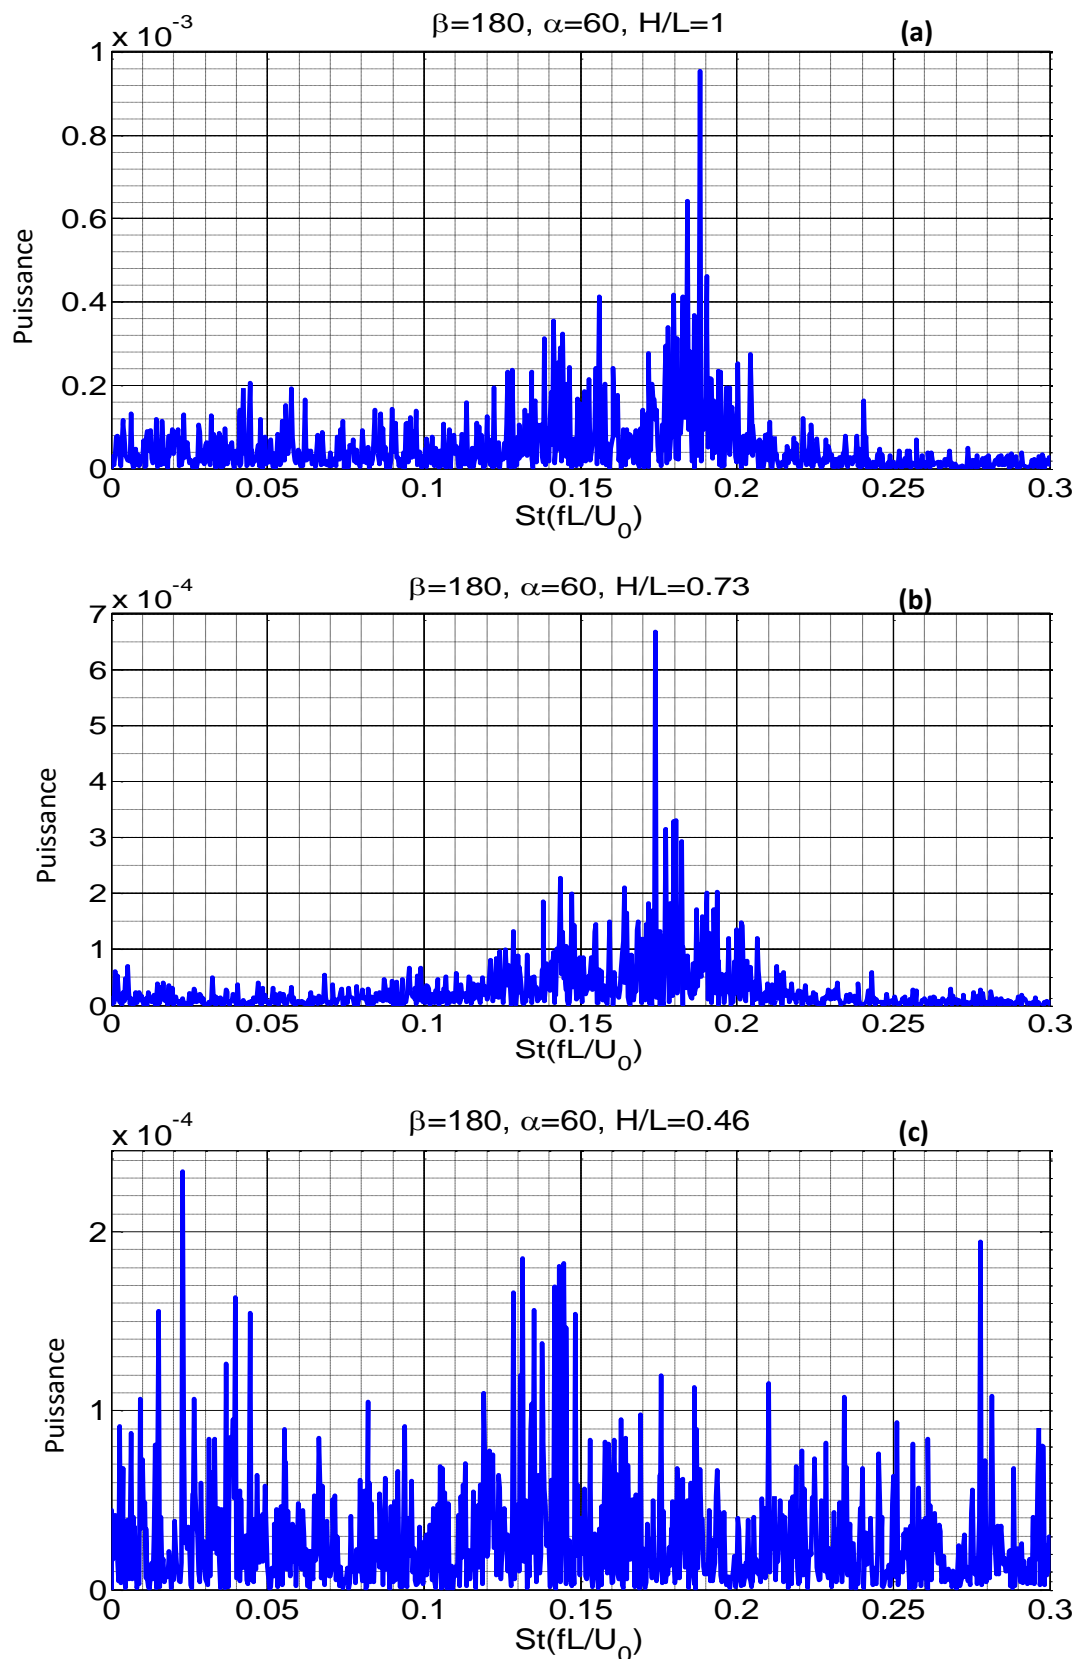 β=180, α=60, H/L=1
(a)
x 10^-3
1
0.8
0.6
0.4
0.2
0
Puissance
0 0.05 0.1 0.15 0.2 0.25 0.3
St(fL/U_0)
β=180, α=60, H/L=0.73
(b)
x 10^-4
7
6
5
4
3
2
1
0
Puissance
0 0.05 0.1 0.15 0.2 0.25 0.3
St(fL/U_0)
β=180, α=60, H/L=0.46
(c)
x 10^-4
2
1
0
Puissance
0 0.05 0.1 0.15 0.2 0.25 0.3
St(fL/U_0)